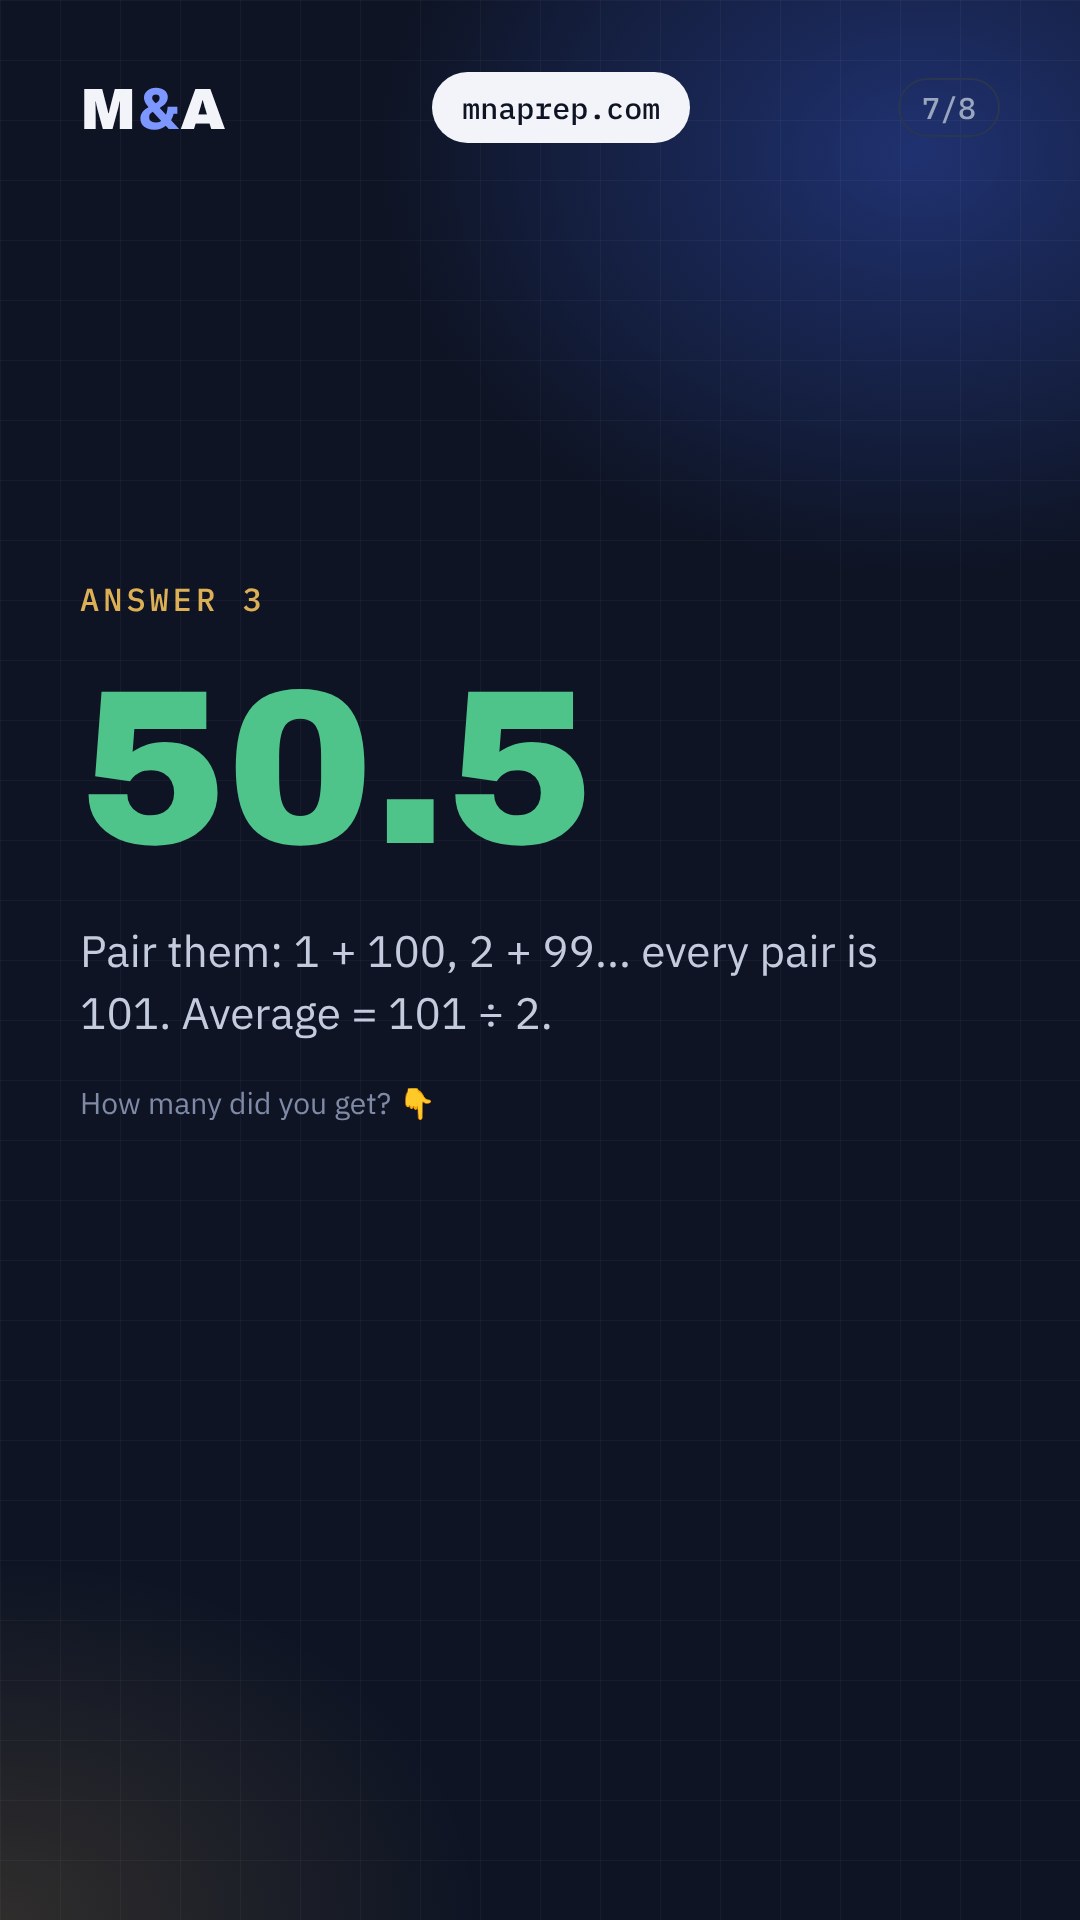 M&A
mnaprep.com
7/8
ANSWER 3
50.5
Pair them: 1 + 100, 2 + 99... every pair is
101. Average = 101 ÷ 2.
How many did you get? 👇